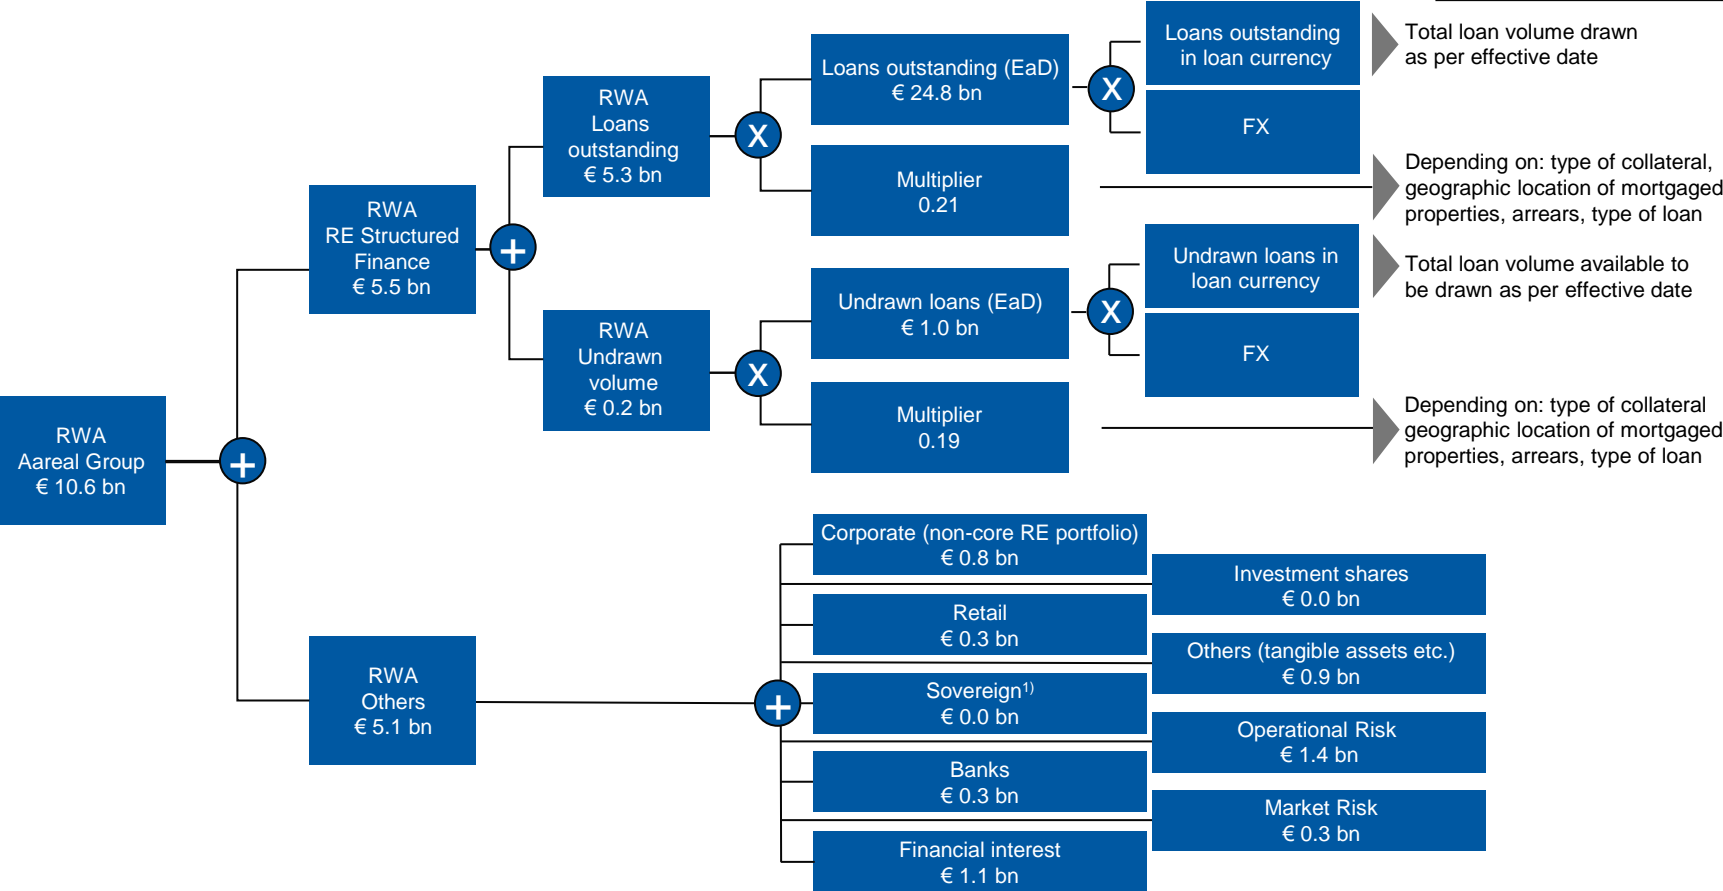 RWA
Aareal Group
€ 10.6 bn
+
RWA
RE Structured
Finance
€ 5.5 bn
+
RWA
Loans
outstanding
€ 5.3 bn
X
Loans outstanding (EaD)
€ 24.8 bn
X
Loans outstanding
in loan currency
Total loan volume drawn
as per effective date
FX
Multiplier
0.21
Depending on: type of collateral,
geographic location of mortgaged
properties, arrears, type of loan
RWA
Undrawn
volume
€ 0.2 bn
X
Undrawn loans (EaD)
€ 1.0 bn
X
Undrawn loans in
loan currency
Total loan volume available to
be drawn as per effective date
FX
Multiplier
0.19
Depending on: type of collateral
geographic location of mortgaged
properties, arrears, type of loan
RWA
Others
€ 5.1 bn
+
Corporate (non-core RE portfolio)
€ 0.8 bn
Investment shares
€ 0.0 bn
Retail
€ 0.3 bn
Others (tangible assets etc.)
€ 0.9 bn
Sovereign1)
€ 0.0 bn
Operational Risk
€ 1.4 bn
Banks
€ 0.3 bn
Market Risk
€ 0.3 bn
Financial interest
€ 1.1 bn